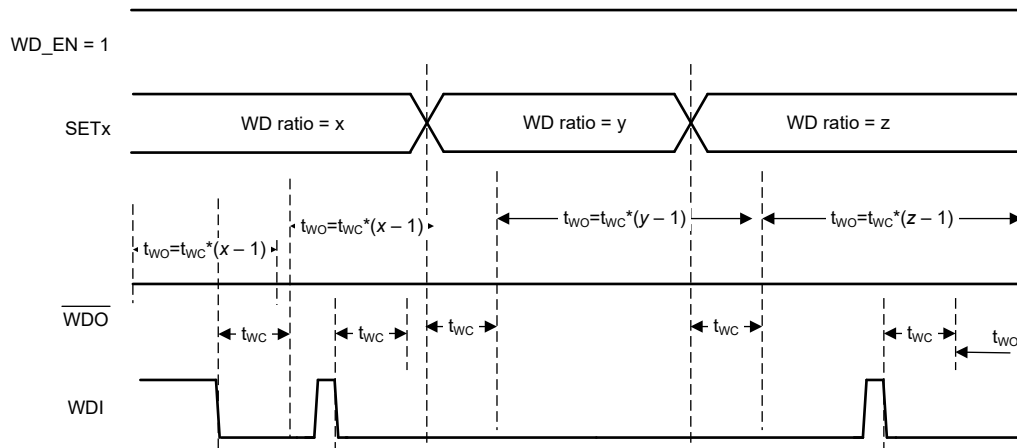 WD_EN = 1
SETx
WD ratio = x
WD ratio = y
WD ratio = z
tWO=tWC*(x – 1)
tWO=tWC*(x – 1)
tWO=tWC*(y – 1)
tWO=tWC*(z – 1)
WDO
tWC
tWC
tWC
tWC
tWC
tWO
WDI